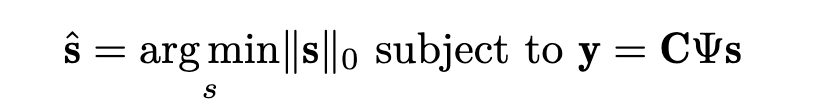 ŝ = arg min‖s‖₀ subject to y = CΨs
s